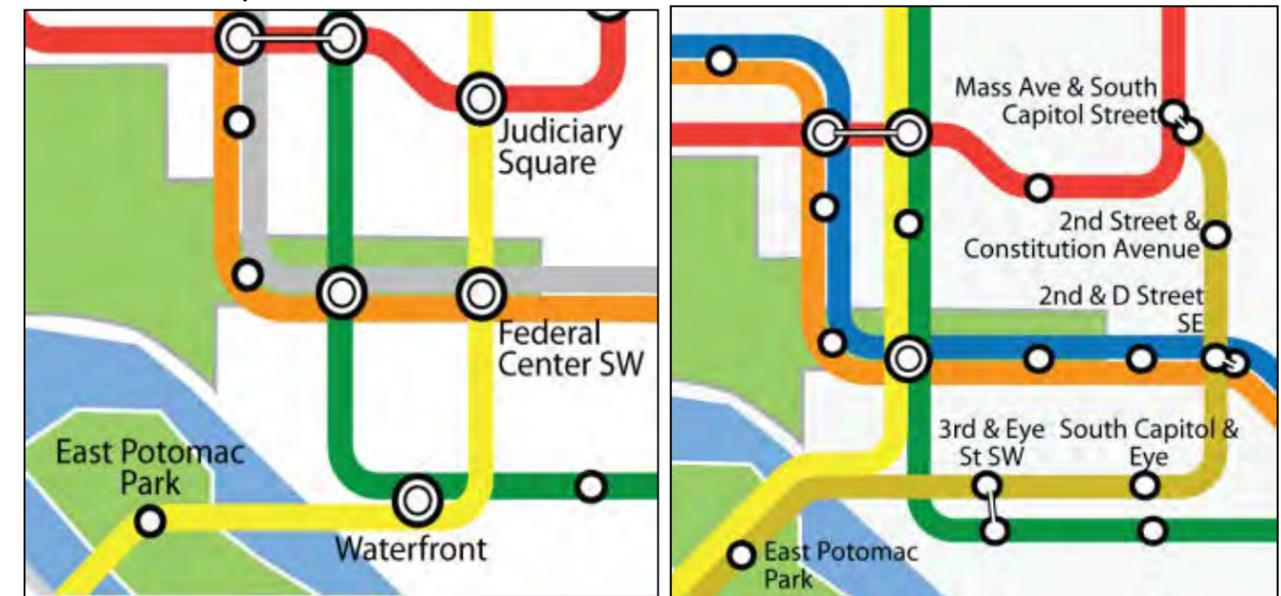 Judiciary
Square
Federal
Center SW
East Potomac
Park
Waterfront
Mass Ave & South
Capitol Street
2nd Street &
Constitution Avenue
2nd & D Street
SE
3rd & Eye
St SW
South Capitol &
Eye
East Potomac
Park